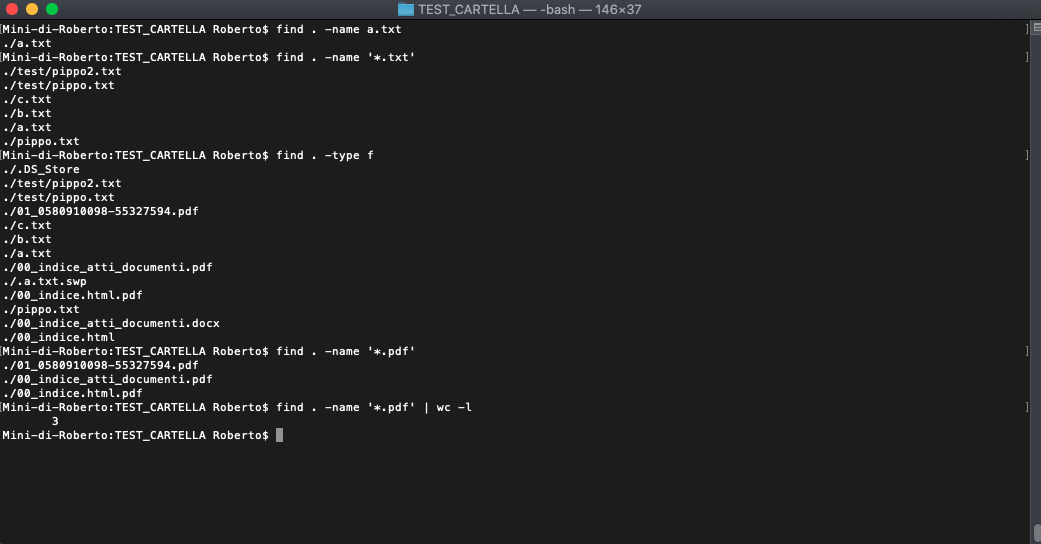 TEST_CARTELLA — -bash — 146×37
[Mini-di-Roberto:TEST_CARTELLA Roberto$ find . -name a.txt ]
./a.txt
[Mini-di-Roberto:TEST_CARTELLA Roberto$ find . -name '*.txt' ]
./test/pippo2.txt
./test/pippo.txt
./c.txt
./b.txt
./a.txt
./pippo.txt
[Mini-di-Roberto:TEST_CARTELLA Roberto$ find . -type f ]
./.DS_Store
./test/pippo2.txt
./test/pippo.txt
./01_0580910098-55327594.pdf
./c.txt
./b.txt
./a.txt
./00_indice_atti_documenti.pdf
./.a.txt.swp
./00_indice.html.pdf
./pippo.txt
./00_indice_atti_documenti.docx
./00_indice.html
[Mini-di-Roberto:TEST_CARTELLA Roberto$ find . -name '*.pdf' ]
./01_0580910098-55327594.pdf
./00_indice_atti_documenti.pdf
./00_indice.html.pdf
[Mini-di-Roberto:TEST_CARTELLA Roberto$ find . -name '*.pdf' | wc -l ]
3
Mini-di-Roberto:TEST_CARTELLA Roberto$